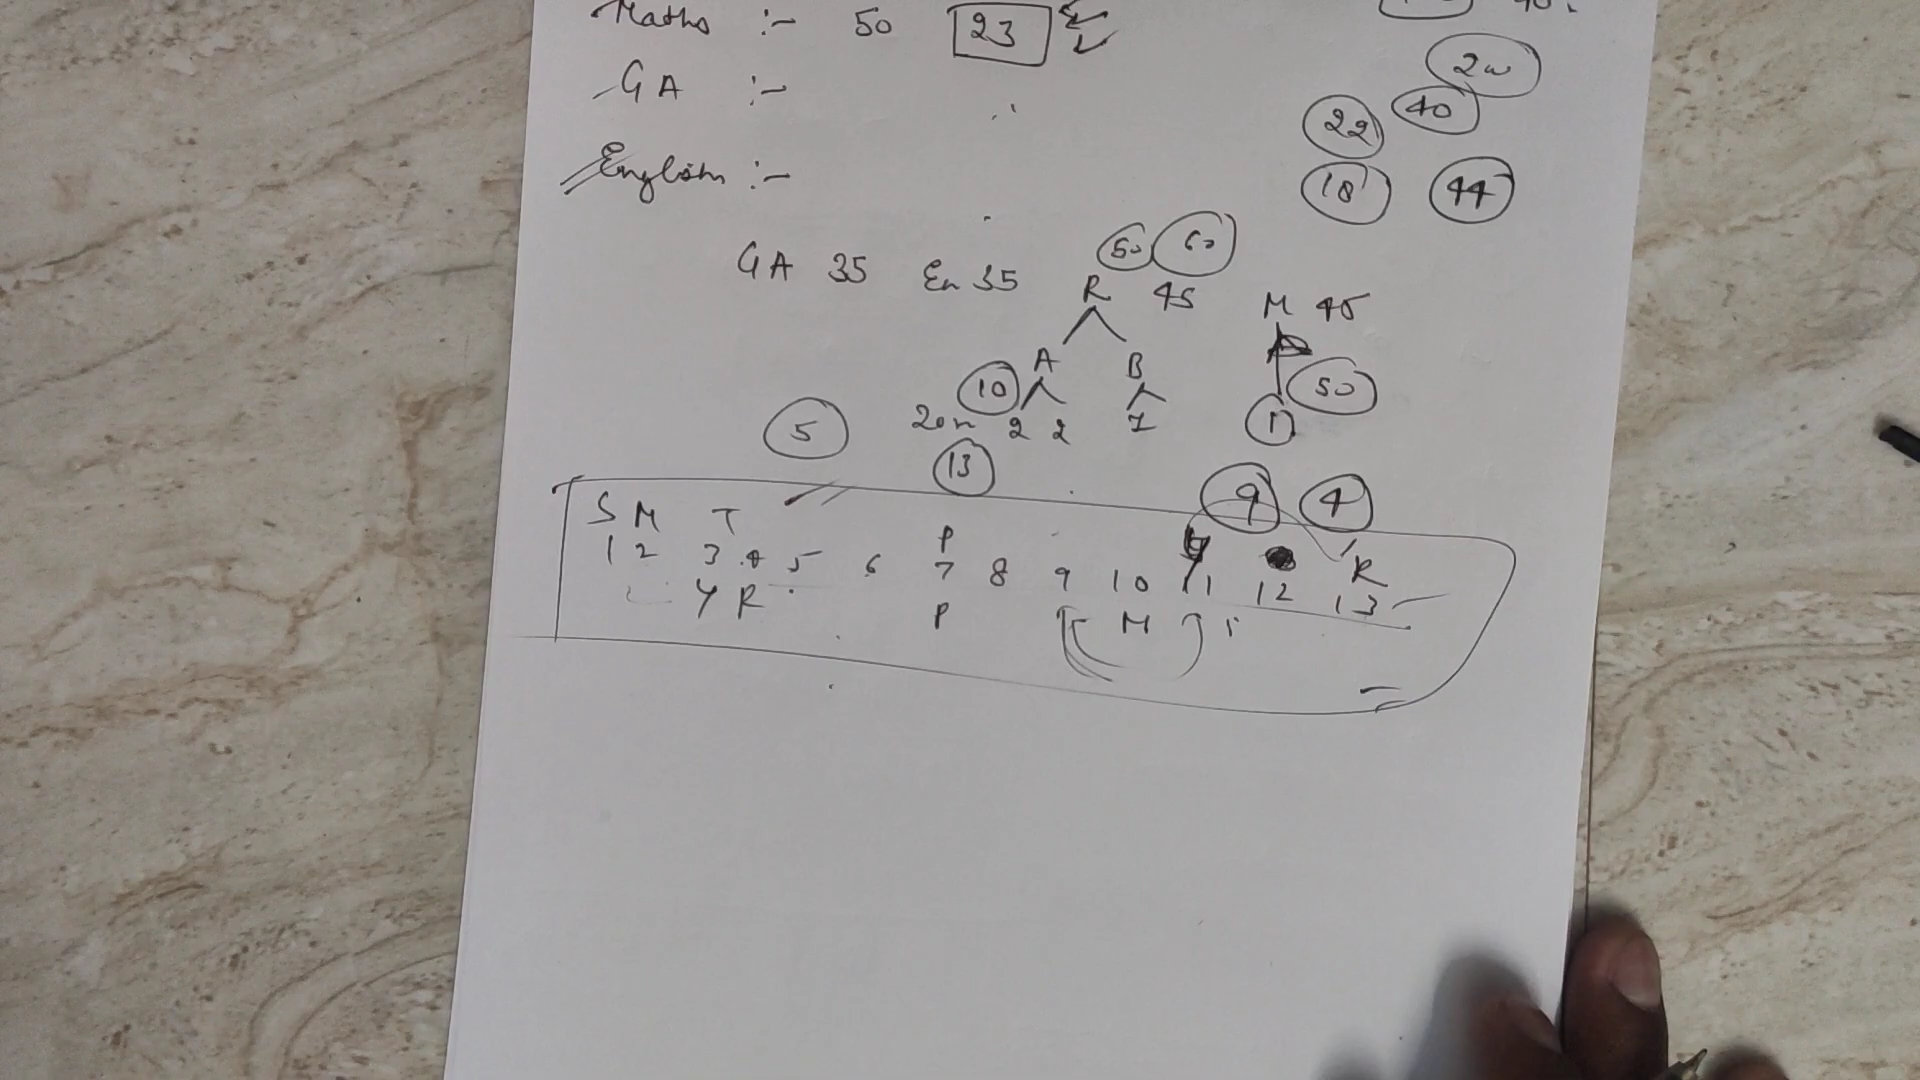 Maths :- 50 23
2w
GA :-
22 40
English :-
18 44
50 60
GA 35 En 35 R 45 M 45
A B
10 50
5 20m 2 2 1 1
13
9 4
S M T P R
1 2 3 4 5 6 7 8 9 10 11 12 13
Y R P M